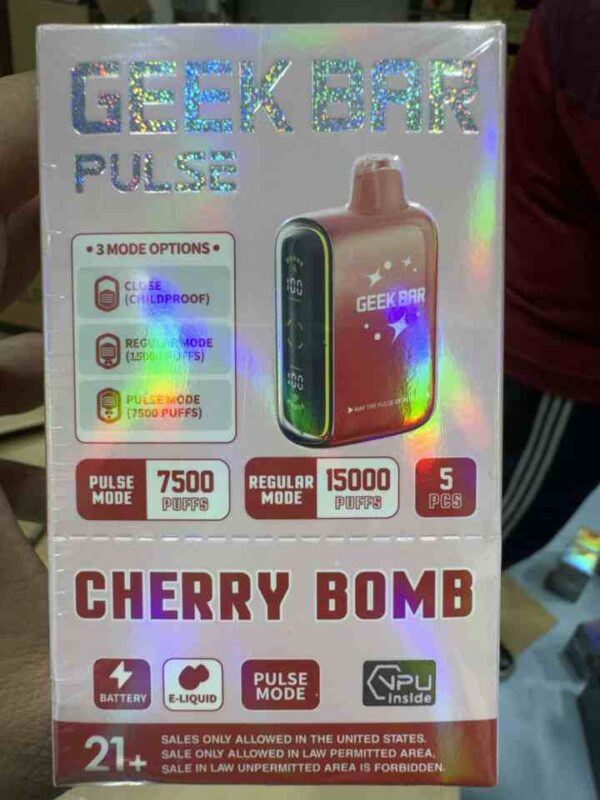 GEEK BAR
PULSE
• 3 MODE OPTIONS •
CLOSE
(CHILDPROOF)
REGULAR MODE
(15000 PUFFS)
PULSE MODE
(7500 PUFFS)
GEEK BAR
PULSE MODE
7500 PUFFS
REGULAR MODE
15000 PUFFS
5 PCS
CHERRY BOMB
BATTERY
E-LIQUID
PULSE MODE
VPU Inside
21+
SALES ONLY ALLOWED IN THE UNITED STATES.
SALE ONLY ALLOWED IN LAW PERMITTED AREA,
SALE IN LAW UNPERMITTED AREA IS FORBIDDEN.